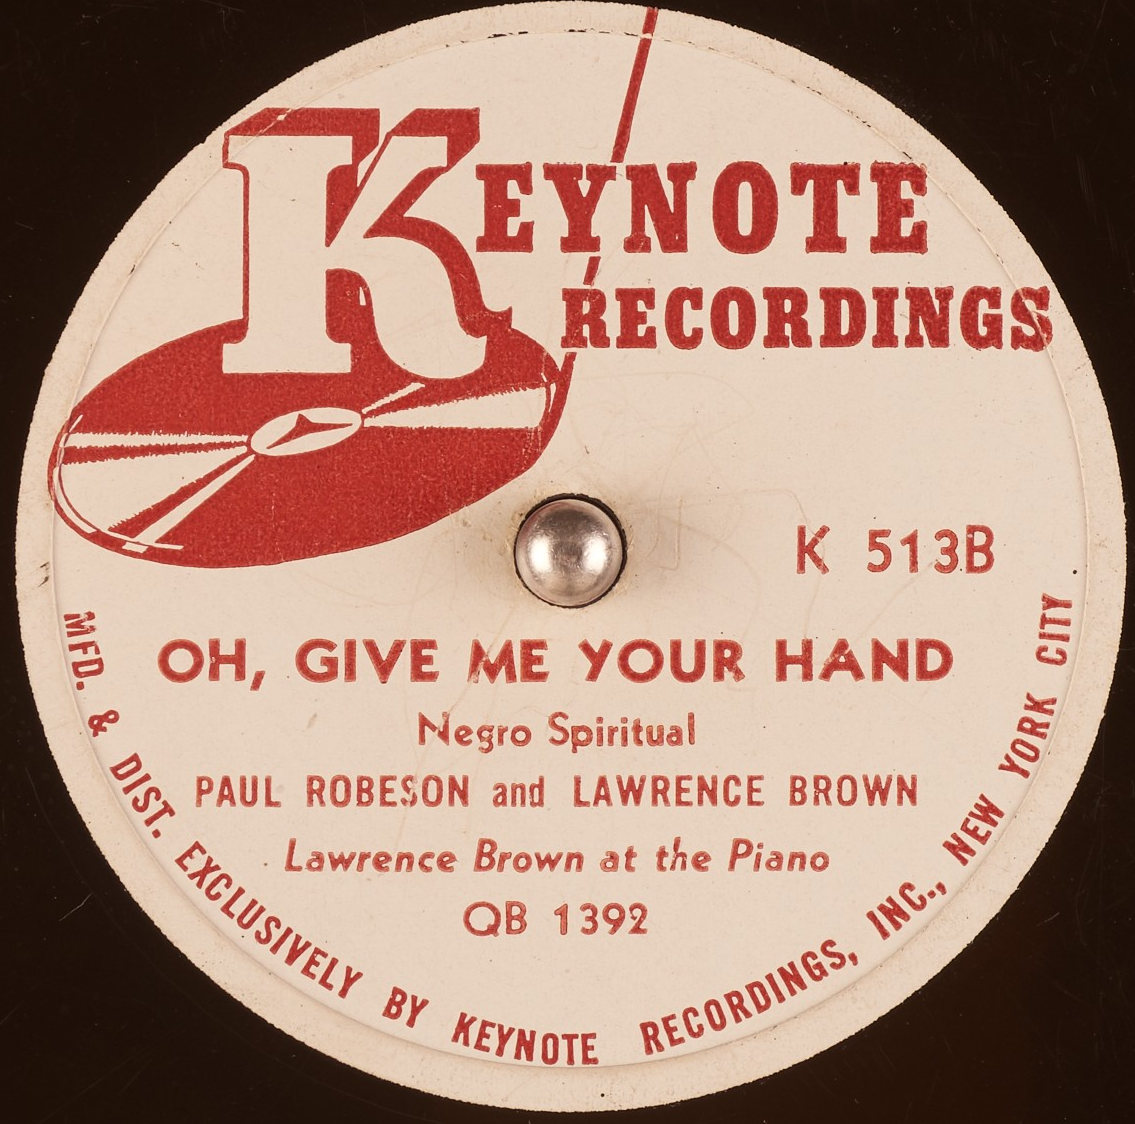 KEYNOTE
RECORDINGS
K 513B
OH, GIVE ME YOUR HAND
Negro Spiritual
PAUL ROBESON and LAWRENCE BROWN
Lawrence Brown at the Piano
QB 1392
MFD. & DIST. EXCLUSIVELY BY KEYNOTE RECORDINGS, INC., NEW YORK CITY